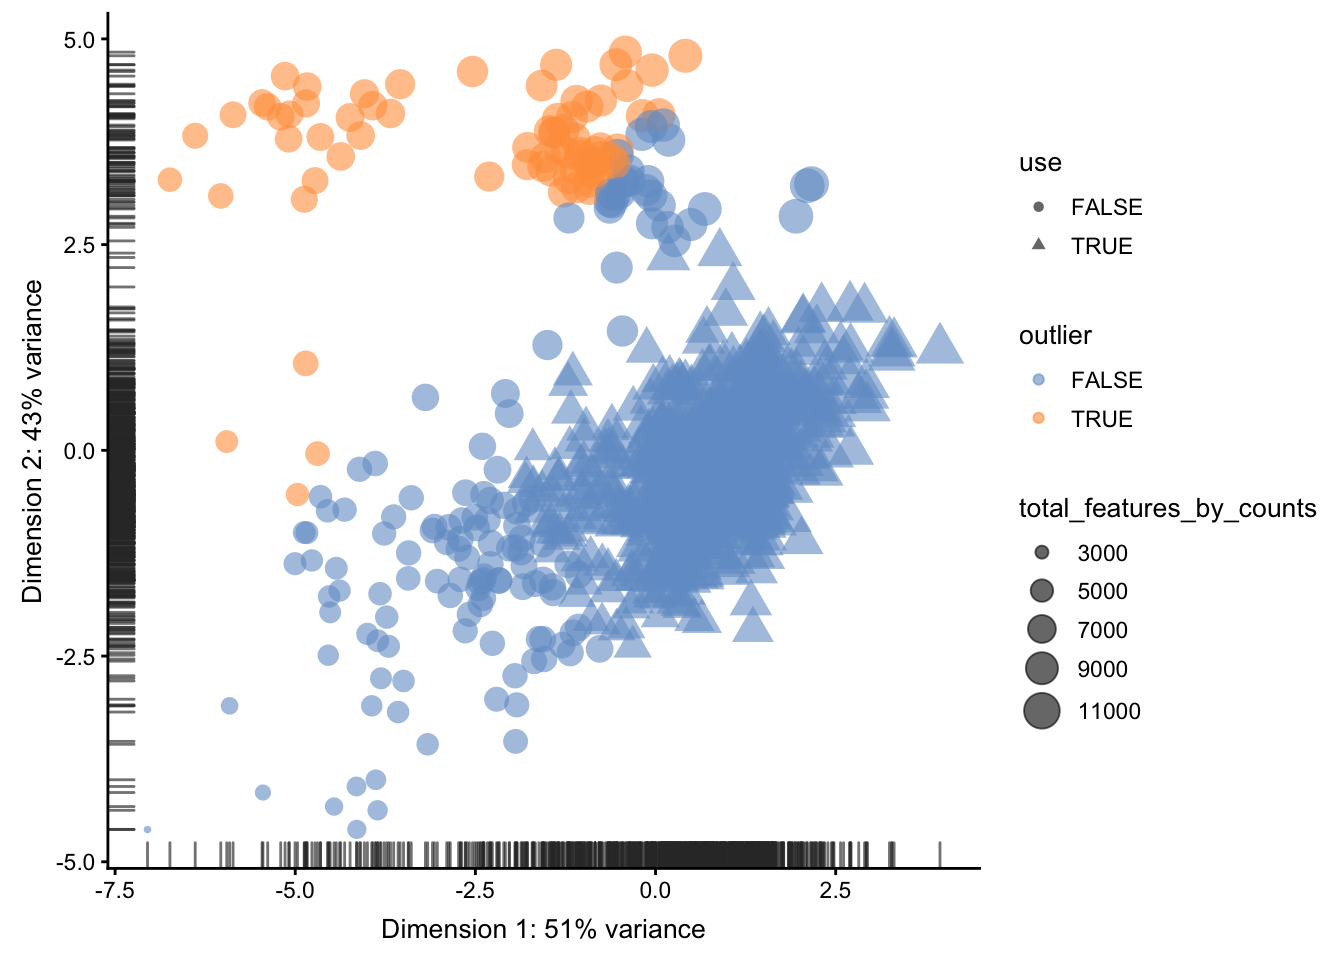 5.0
2.5
0.0
-2.5
-5.0
Dimension 2: 43% variance
-7.5
-5.0
-2.5
0.0
2.5
Dimension 1: 51% variance
use
FALSE
TRUE
outlier
FALSE
TRUE
total_features_by_counts
3000
5000
7000
9000
11000